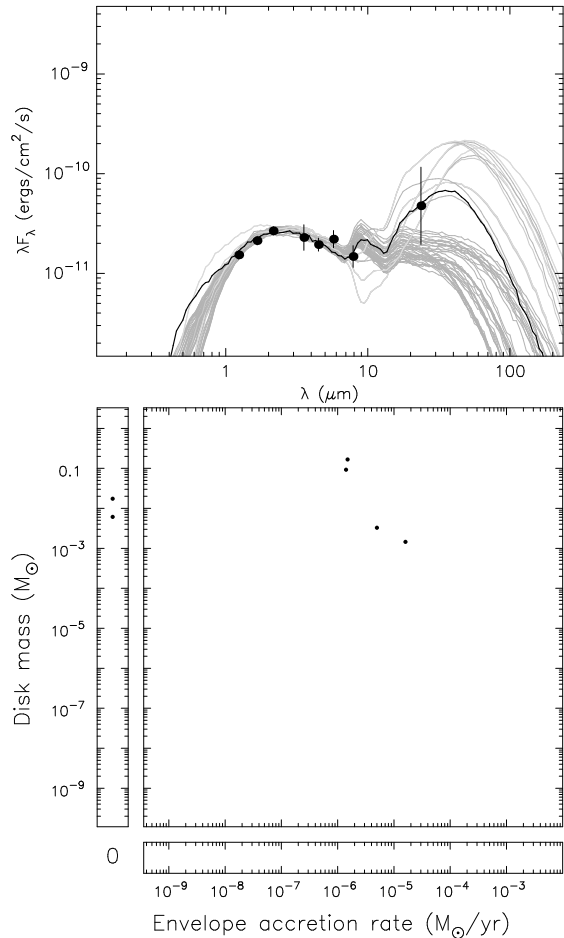 10⁻⁹
10⁻¹⁰
10⁻¹¹
λF_λ (ergs/cm²/s)
1 10 100
λ (μm)
0.1
10⁻³
10⁻⁵
10⁻⁷
10⁻⁹
Disk mass (M_⊙)
0
10⁻⁹ 10⁻⁸ 10⁻⁷ 10⁻⁶ 10⁻⁵ 10⁻⁴ 10⁻³
Envelope accretion rate (M_⊙/yr)